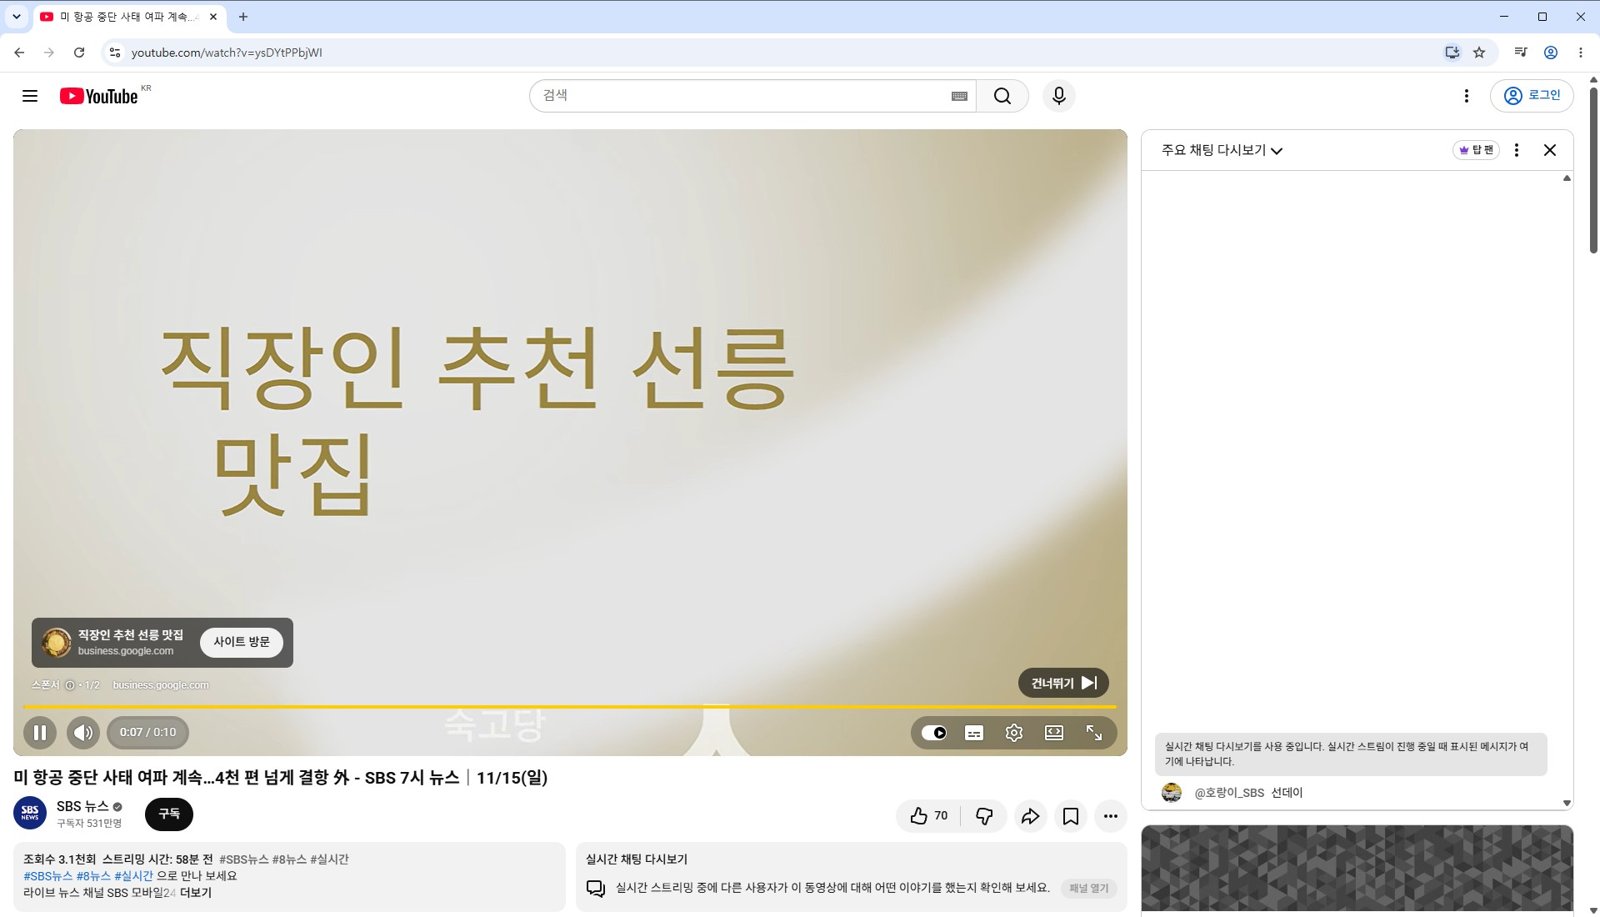 미 항공 중단 사태 여파 계속...4
youtube.com/watch?v=ysDYtPPbjWI
YouTube KR
검색
로그인
직장인 추천 선릉
맛집
직장인 추천 선릉 맛집
business.google.com
사이트 방문
스폰서 · 1/2 business.google.com
건너뛰기
숙고당
0:07 / 0:10
주요 채팅 다시보기
탑 팬
실시간 채팅 다시보기를 사용 중입니다. 실시간 스트림이 진행 중일 때 표시된 메시지가 여
기에 나타납니다.
@호랑이_SBS 선데이
미 항공 중단 사태 여파 계속...4천 편 넘게 결항 外 - SBS 7시 뉴스｜11/15(일)
SBS NEWS
SBS 뉴스
구독자 531만명
구독
70
조회수 3.1천회 스트리밍 시간: 58분 전 #SBS뉴스 #8뉴스 #실시간
#SBS뉴스 #8뉴스 #실시간 으로 만나 보세요
라이브 뉴스 채널 SBS 모바일24 더보기
실시간 채팅 다시보기
실시간 스트리밍 중에 다른 사용자가 이 동영상에 대해 어떤 이야기를 했는지 확인해 보세요.
패널 열기